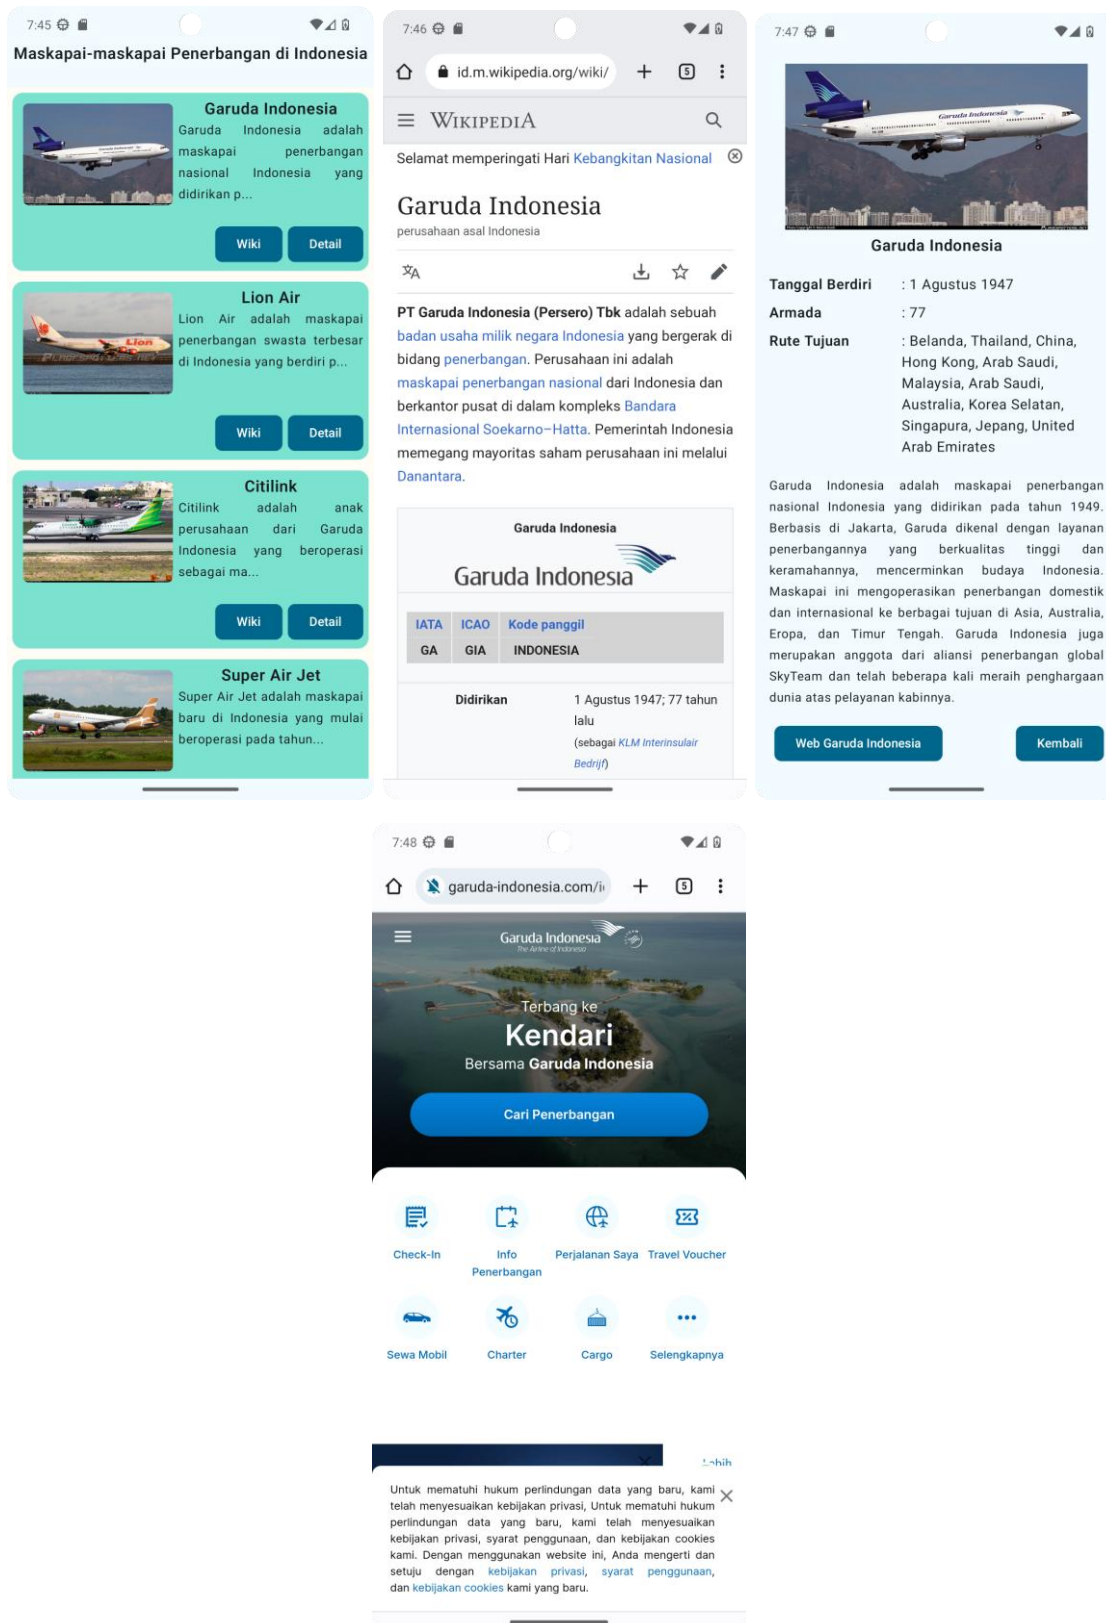 7:45
Maskapai-maskapai Penerbangan di Indonesia
Garuda Indonesia
Garuda Indonesia adalah
maskapai penerbangan
nasional Indonesia yang
didirikan p...
Wiki Detail
Lion Air
Lion Air adalah maskapai
penerbangan swasta terbesar
di Indonesia yang berdiri p...
Wiki Detail
Citilink
Citilink adalah anak
perusahaan dari Garuda
Indonesia yang beroperasi
sebagai ma...
Wiki Detail
Super Air Jet
Super Air Jet adalah maskapai
baru di Indonesia yang mulai
beroperasi pada tahun...
7:46
id.m.wikipedia.org/wiki/ 5
WIKIPEDIA
Selamat memperingati Hari Kebangkitan Nasional
Garuda Indonesia
perusahaan asal Indonesia
PT Garuda Indonesia (Persero) Tbk adalah sebuah
badan usaha milik negara Indonesia yang bergerak di
bidang penerbangan. Perusahaan ini adalah
maskapai penerbangan nasional dari Indonesia dan
berkantor pusat di dalam kompleks Bandara
Internasional Soekarno–Hatta. Pemerintah Indonesia
memegang mayoritas saham perusahaan ini melalui
Danantara.
Garuda Indonesia
Garuda Indonesia
IATA ICAO Kode panggil
GA GIA INDONESIA
Didirikan 1 Agustus 1947; 77 tahun
lalu
(sebagai KLM Interinsulair
Bedrijf)
7:47
Garuda Indonesia
Garuda Indonesia
Tanggal Berdiri : 1 Agustus 1947
Armada : 77
Rute Tujuan : Belanda, Thailand, China,
Hong Kong, Arab Saudi,
Malaysia, Arab Saudi,
Australia, Korea Selatan,
Singapura, Jepang, United
Arab Emirates
Garuda Indonesia adalah maskapai penerbangan
nasional Indonesia yang didirikan pada tahun 1949.
Berbasis di Jakarta, Garuda dikenal dengan layanan
penerbangannya yang berkualitas tinggi dan
keramahannya, mencerminkan budaya Indonesia.
Maskapai ini mengoperasikan penerbangan domestik
dan internasional ke berbagai tujuan di Asia, Australia,
Eropa, dan Timur Tengah. Garuda Indonesia juga
merupakan anggota dari aliansi penerbangan global
SkyTeam dan telah beberapa kali meraih penghargaan
dunia atas pelayanan kabinnya.
Web Garuda Indonesia Kembali
7:48
garuda-indonesia.com/i 5
Garuda Indonesia
The Airline of Indonesia
Terbang ke
Kendari
Bersama Garuda Indonesia
Cari Penerbangan
Check-In Info Perjalanan Saya Travel Voucher
Penerbangan
Sewa Mobil Charter Cargo Selengkapnya
Untuk mematuhi hukum perlindungan data yang baru, kami
telah menyesuaikan kebijakan privasi, Untuk mematuhi hukum
perlindungan data yang baru, kami telah menyesuaikan
kebijakan privasi, syarat penggunaan, dan kebijakan cookies
kami. Dengan menggunakan website ini, Anda mengerti dan
setuju dengan kebijakan privasi, syarat penggunaan,
dan kebijakan cookies kami yang baru.